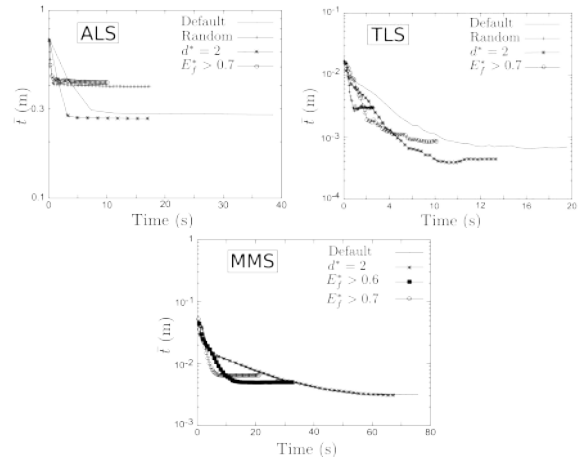 ALS
Default
Random
d* = 2
E*f > 0.7
1
0.3
0.1
t̄ (m)
0 10 20 30 40
Time (s)
TLS
Default
Random
d* = 2
E*f > 0.7
10⁻¹
10⁻²
10⁻³
10⁻⁴
t̄ (m)
0 4 8 12 16 20
Time (s)
MMS
Default
d* = 2
E*f > 0.6
E*f > 0.7
1
10⁻¹
10⁻²
10⁻³
t̄ (m)
0 20 40 60 80
Time (s)